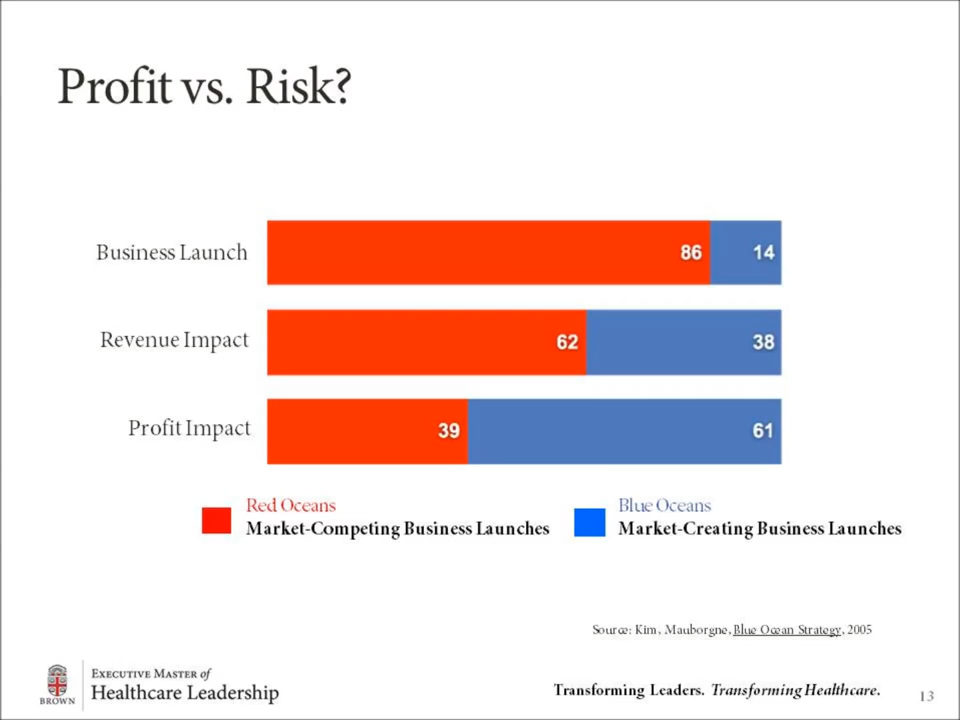 Profit vs. Risk?
Business Launch 86 14
Revenue Impact 62 38
Profit Impact 39 61
Red Oceans
Market-Competing Business Launches
Blue Oceans
Market-Creating Business Launches
Source: Kim, Mauborgne, Blue Ocean Strategy, 2005
BROWN
EXECUTIVE MASTER of
Healthcare Leadership
Transforming Leaders. Transforming Healthcare.
13